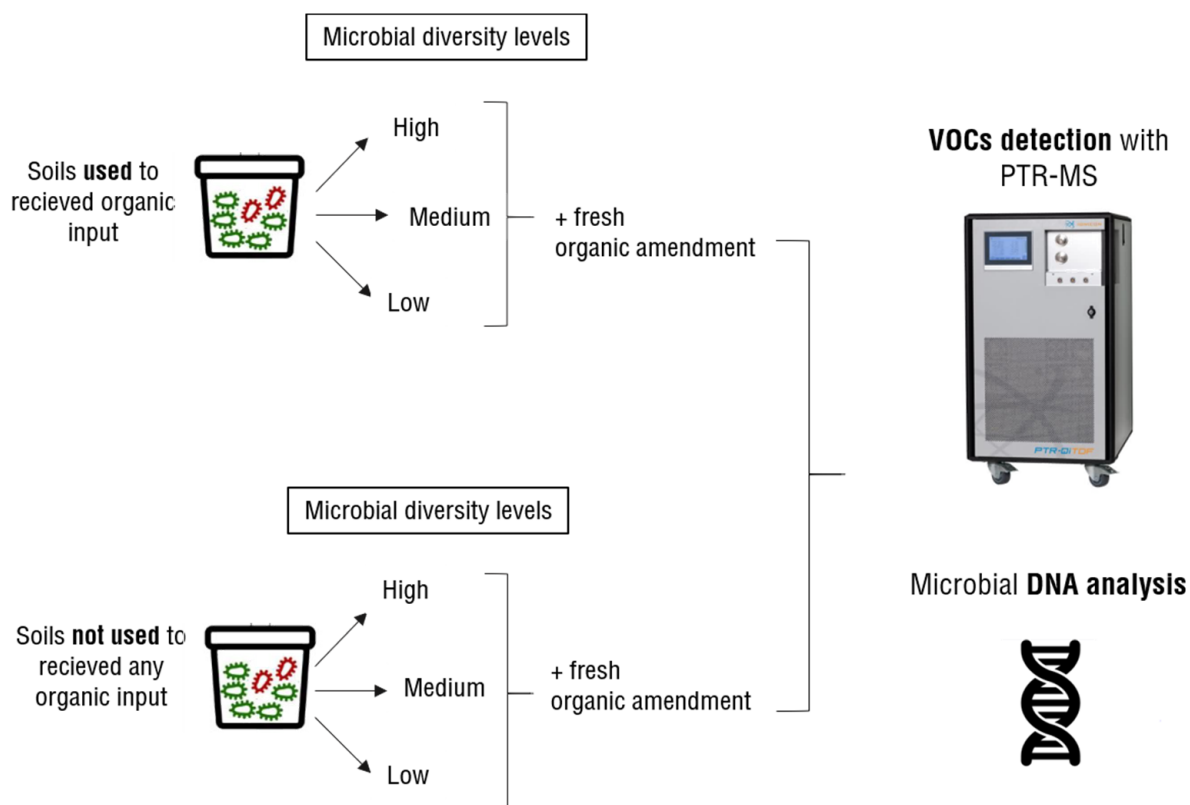 Microbial diversity levels
High
Soils used to
recieved organic
input
Medium
Low
+ fresh
organic amendment
VOCs detection with
PTR-MS
PTR-QiTOF
Microbial diversity levels
High
Soils not used to
recieved any
organic input
Medium
Low
+ fresh
organic amendment
Microbial DNA analysis